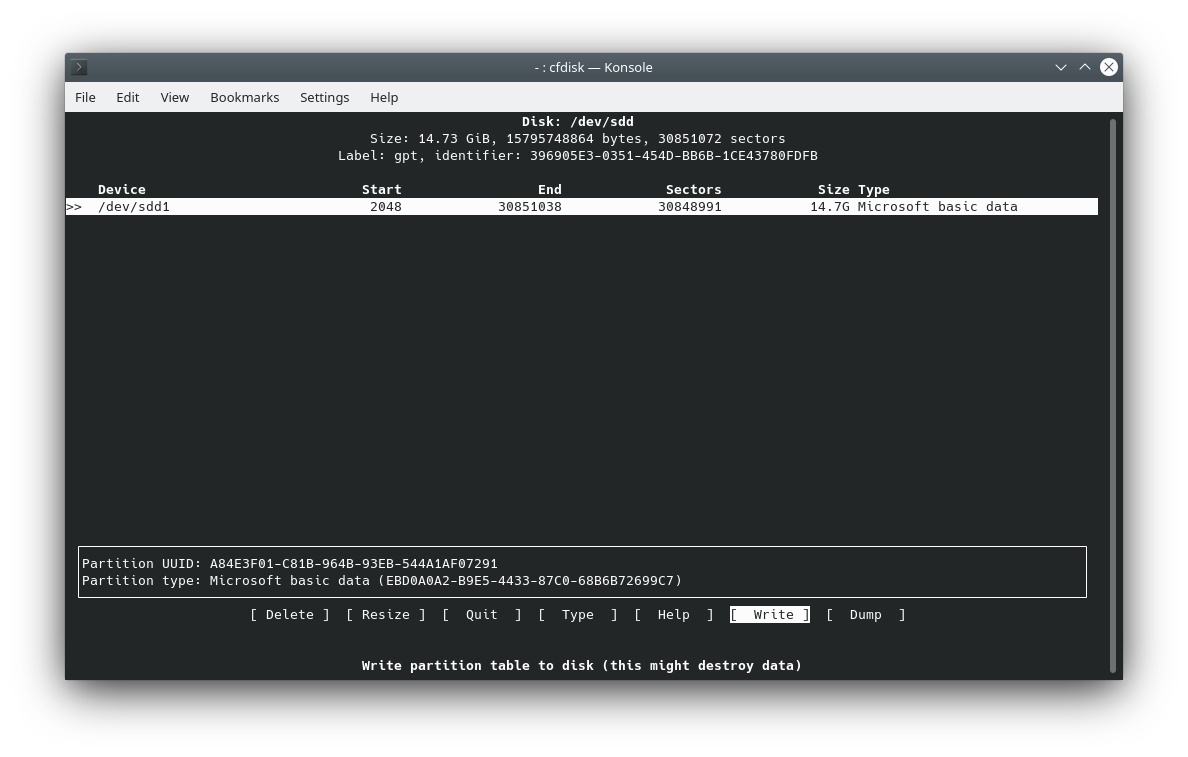 - : cfdisk — Konsole
File Edit View Bookmarks Settings Help
Disk: /dev/sdd
Size: 14.73 GiB, 15795748864 bytes, 30851072 sectors
Label: gpt, identifier: 396905E3-0351-454D-BB6B-1CE43780FDFB
Device Start End Sectors Size Type
>> /dev/sdd1 2048 30851038 30848991 14.7G Microsoft basic data
Partition UUID: A84E3F01-C81B-964B-93EB-544A1AF07291
Partition type: Microsoft basic data (EBD0A0A2-B9E5-4433-87C0-68B6B72699C7)
[ Delete ] [ Resize ] [ Quit ] [ Type ] [ Help ] [ Write ] [ Dump ]
Write partition table to disk (this might destroy data)